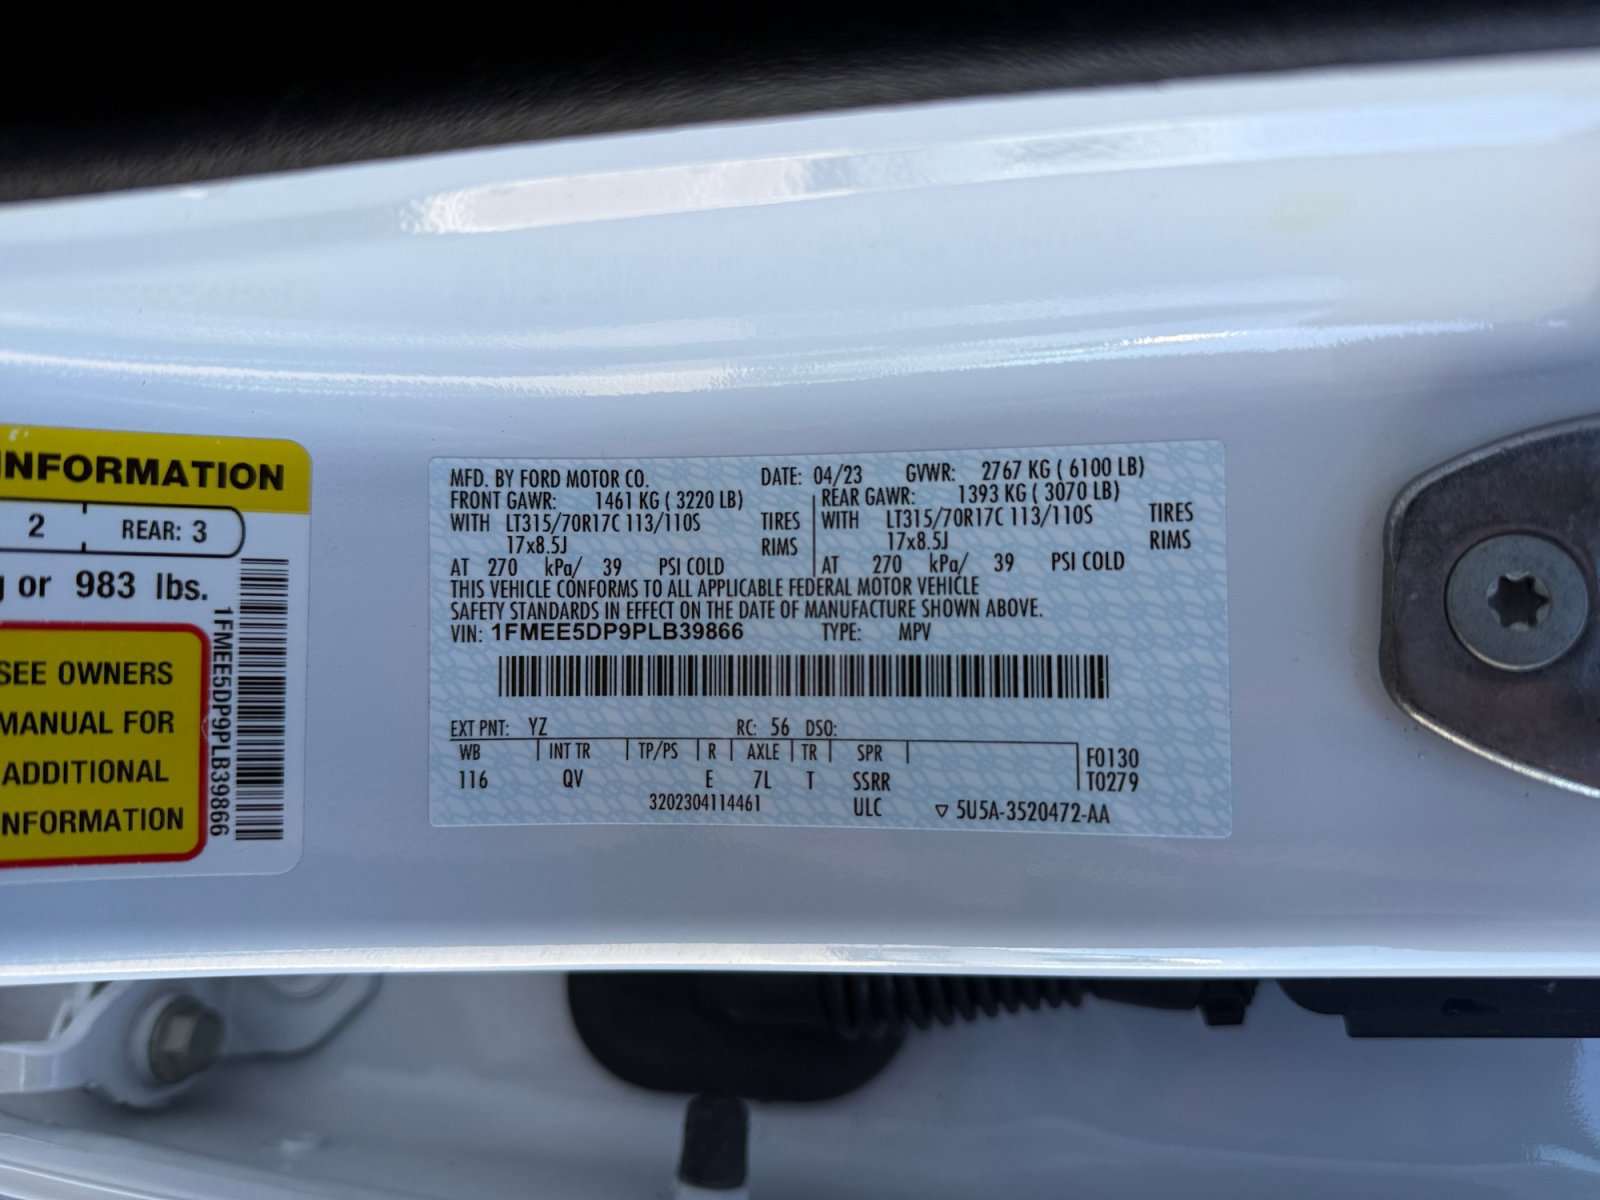 INFORMATION
2 REAR: 3
or 983 lbs.
SEE OWNERS
MANUAL FOR
ADDITIONAL
INFORMATION
1FMEE5DP9PLB39866
MFD. BY FORD MOTOR CO. DATE: 04/23 GVWR: 2767 KG ( 6100 LB)
FRONT GAWR: 1461 KG ( 3220 LB) REAR GAWR: 1393 KG ( 3070 LB)
WITH LT315/70R17C 113/110S TIRES WITH LT315/70R17C 113/110S TIRES
17x8.5J RIMS 17x8.5J RIMS
AT 270 kPa/ 39 PSI COLD AT 270 kPa/ 39 PSI COLD
THIS VEHICLE CONFORMS TO ALL APPLICABLE FEDERAL MOTOR VEHICLE
SAFETY STANDARDS IN EFFECT ON THE DATE OF MANUFACTURE SHOWN ABOVE.
VIN: 1FMEE5DP9PLB39866 TYPE: MPV
EXT PNT: YZ RC: 56 DSO:
WB INT TR TP/PS R AXLE TR SPR F0130
116 QV E 7L T SSRR T0279
3202304114461 ULC ▽ 5U5A-3520472-AA